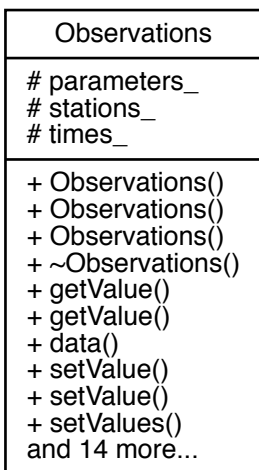 Observations
# parameters_
# stations_
# times_
+ Observations()
+ Observations()
+ Observations()
+ ~Observations()
+ getValue()
+ getValue()
+ data()
+ setValue()
+ setValue()
+ setValues()
and 14 more...